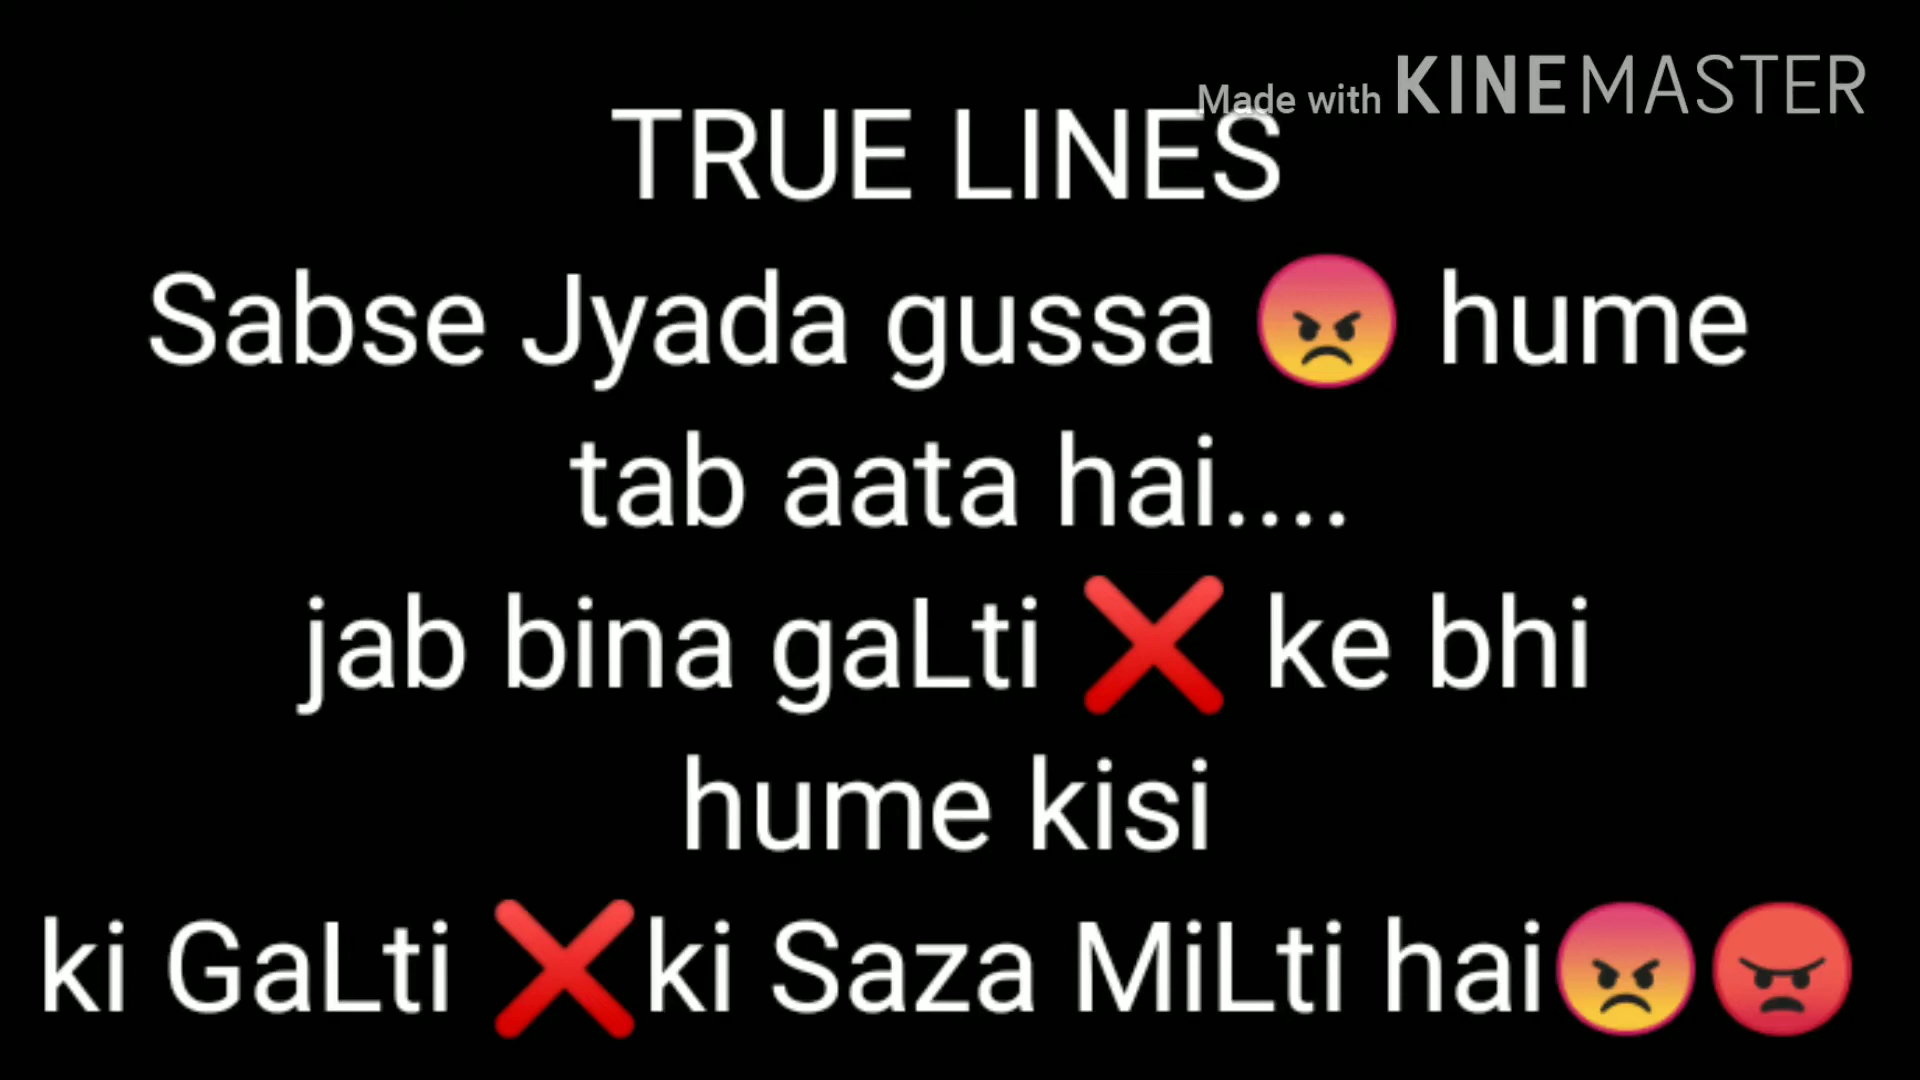 Made with KINEMASTER
TRUE LINES
Sabse Jyada gussa 😡 hume
tab aata hai....
jab bina gaLti ❌ ke bhi
hume kisi
ki GaLti ❌ki Saza MiLti hai😡👿